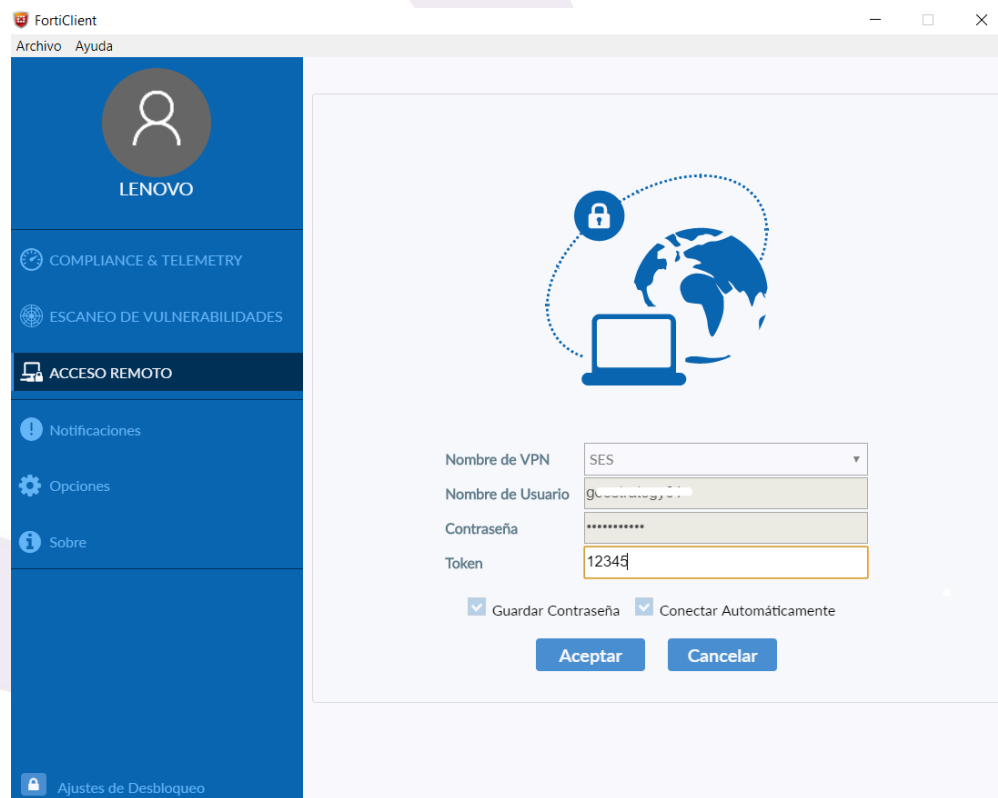 FortiClient
Archivo Ayuda
LENOVO
COMPLIANCE & TELEMETRY
ESCANEO DE VULNERABILIDADES
ACCESO REMOTO
Notificaciones
Opciones
Sobre
Ajustes de Desbloqueo
Nombre de VPN SES
Nombre de Usuario
Contraseña •••••••••••
Token 12345
Guardar Contraseña Conectar Automáticamente
Aceptar Cancelar